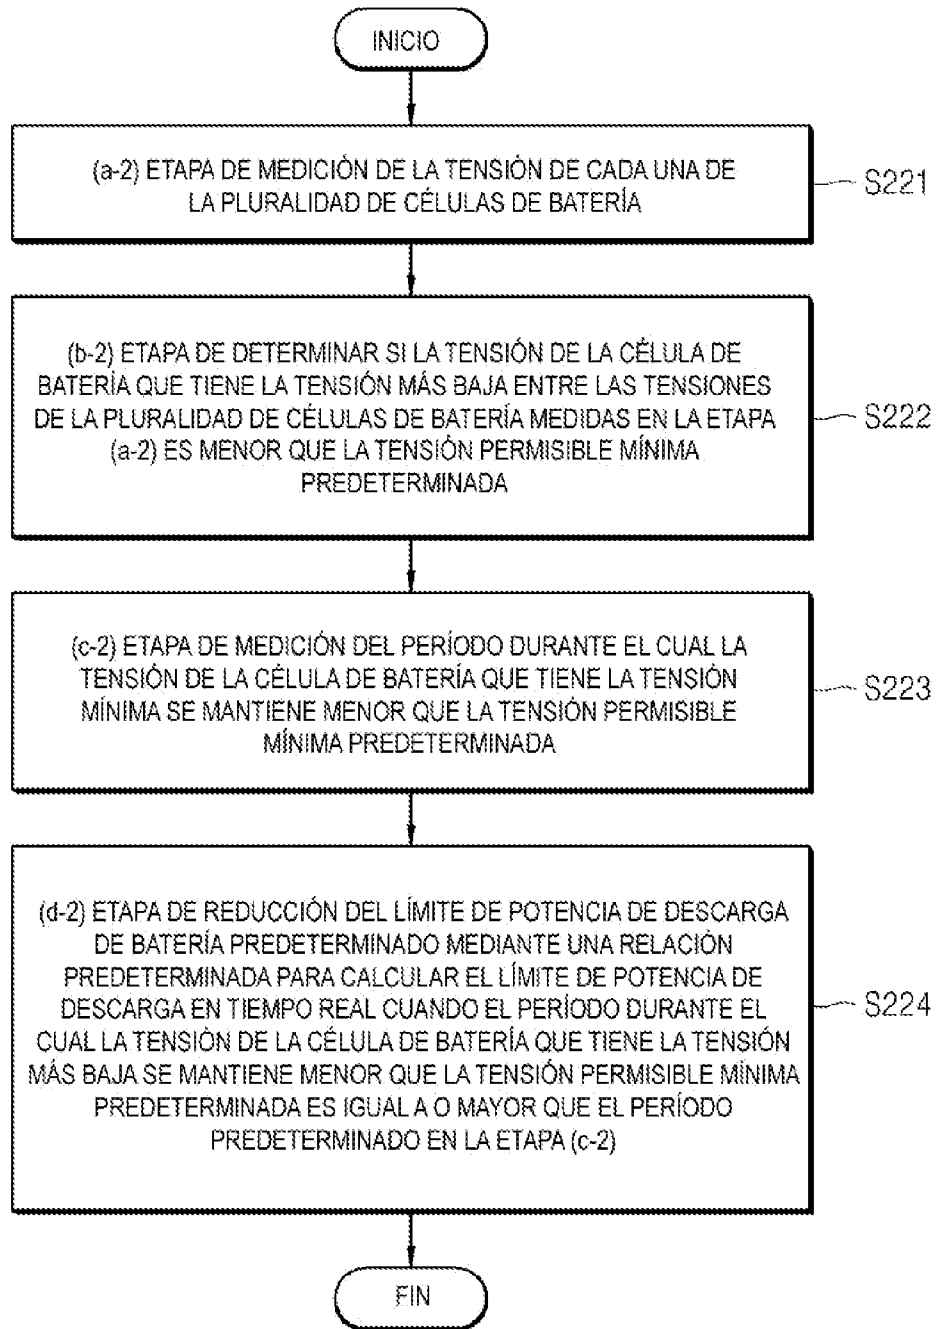 INICIO
(a-2) ETAPA DE MEDICIÓN DE LA TENSIÓN DE CADA UNA DE
LA PLURALIDAD DE CÉLULAS DE BATERÍA
S221
(b-2) ETAPA DE DETERMINAR SI LA TENSIÓN DE LA CÉLULA DE
BATERÍA QUE TIENE LA TENSIÓN MÁS BAJA ENTRE LAS TENSIONES
DE LA PLURALIDAD DE CÉLULAS DE BATERÍA MEDIDAS EN LA ETAPA
(a-2) ES MENOR QUE LA TENSIÓN PERMISIBLE MÍNIMA
PREDETERMINADA
S222
(c-2) ETAPA DE MEDICIÓN DEL PERÍODO DURANTE EL CUAL LA
TENSIÓN DE LA CÉLULA DE BATERÍA QUE TIENE LA TENSIÓN
MÍNIMA SE MANTIENE MENOR QUE LA TENSIÓN PERMISIBLE
MÍNIMA PREDETERMINADA
S223
(d-2) ETAPA DE REDUCCIÓN DEL LÍMITE DE POTENCIA DE DESCARGA
DE BATERÍA PREDETERMINADO MEDIANTE UNA RELACIÓN
PREDETERMINADA PARA CALCULAR EL LÍMITE DE POTENCIA DE
DESCARGA EN TIEMPO REAL CUANDO EL PERÍODO DURANTE EL
CUAL LA TENSIÓN DE LA CÉLULA DE BATERÍA QUE TIENE LA TENSIÓN
MÁS BAJA SE MANTIENE MENOR QUE LA TENSIÓN PERMISIBLE MÍNIMA
PREDETERMINADA ES IGUAL A O MAYOR QUE EL PERÍODO
PREDETERMINADO EN LA ETAPA (c-2)
S224
FIN